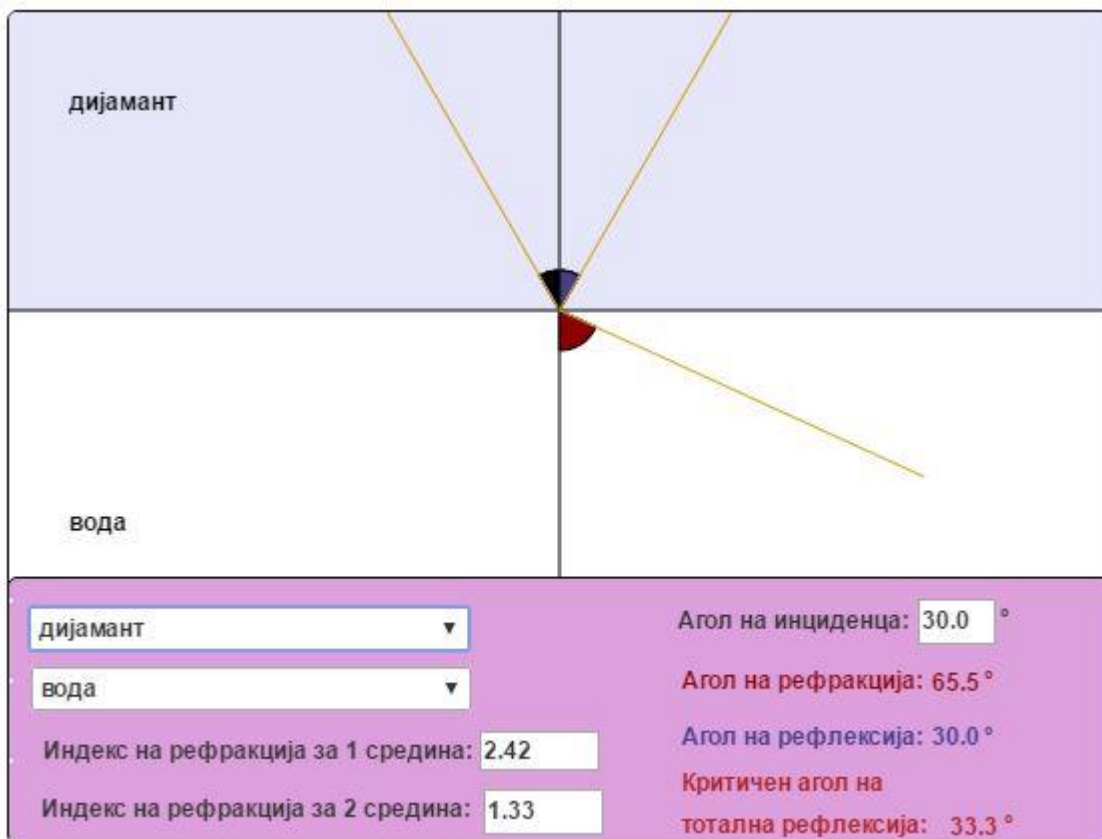 дијамант
вода
дијамант
вода
Индекс на рефракција за 1 средина: 2.42
Индекс на рефракција за 2 средина: 1.33
Агол на инциденца: 30.0 °
Агол на рефракција: 65.5 °
Агол на рефлексија: 30.0 °
Критичен агол на
тотална рефлексија: 33.3 °